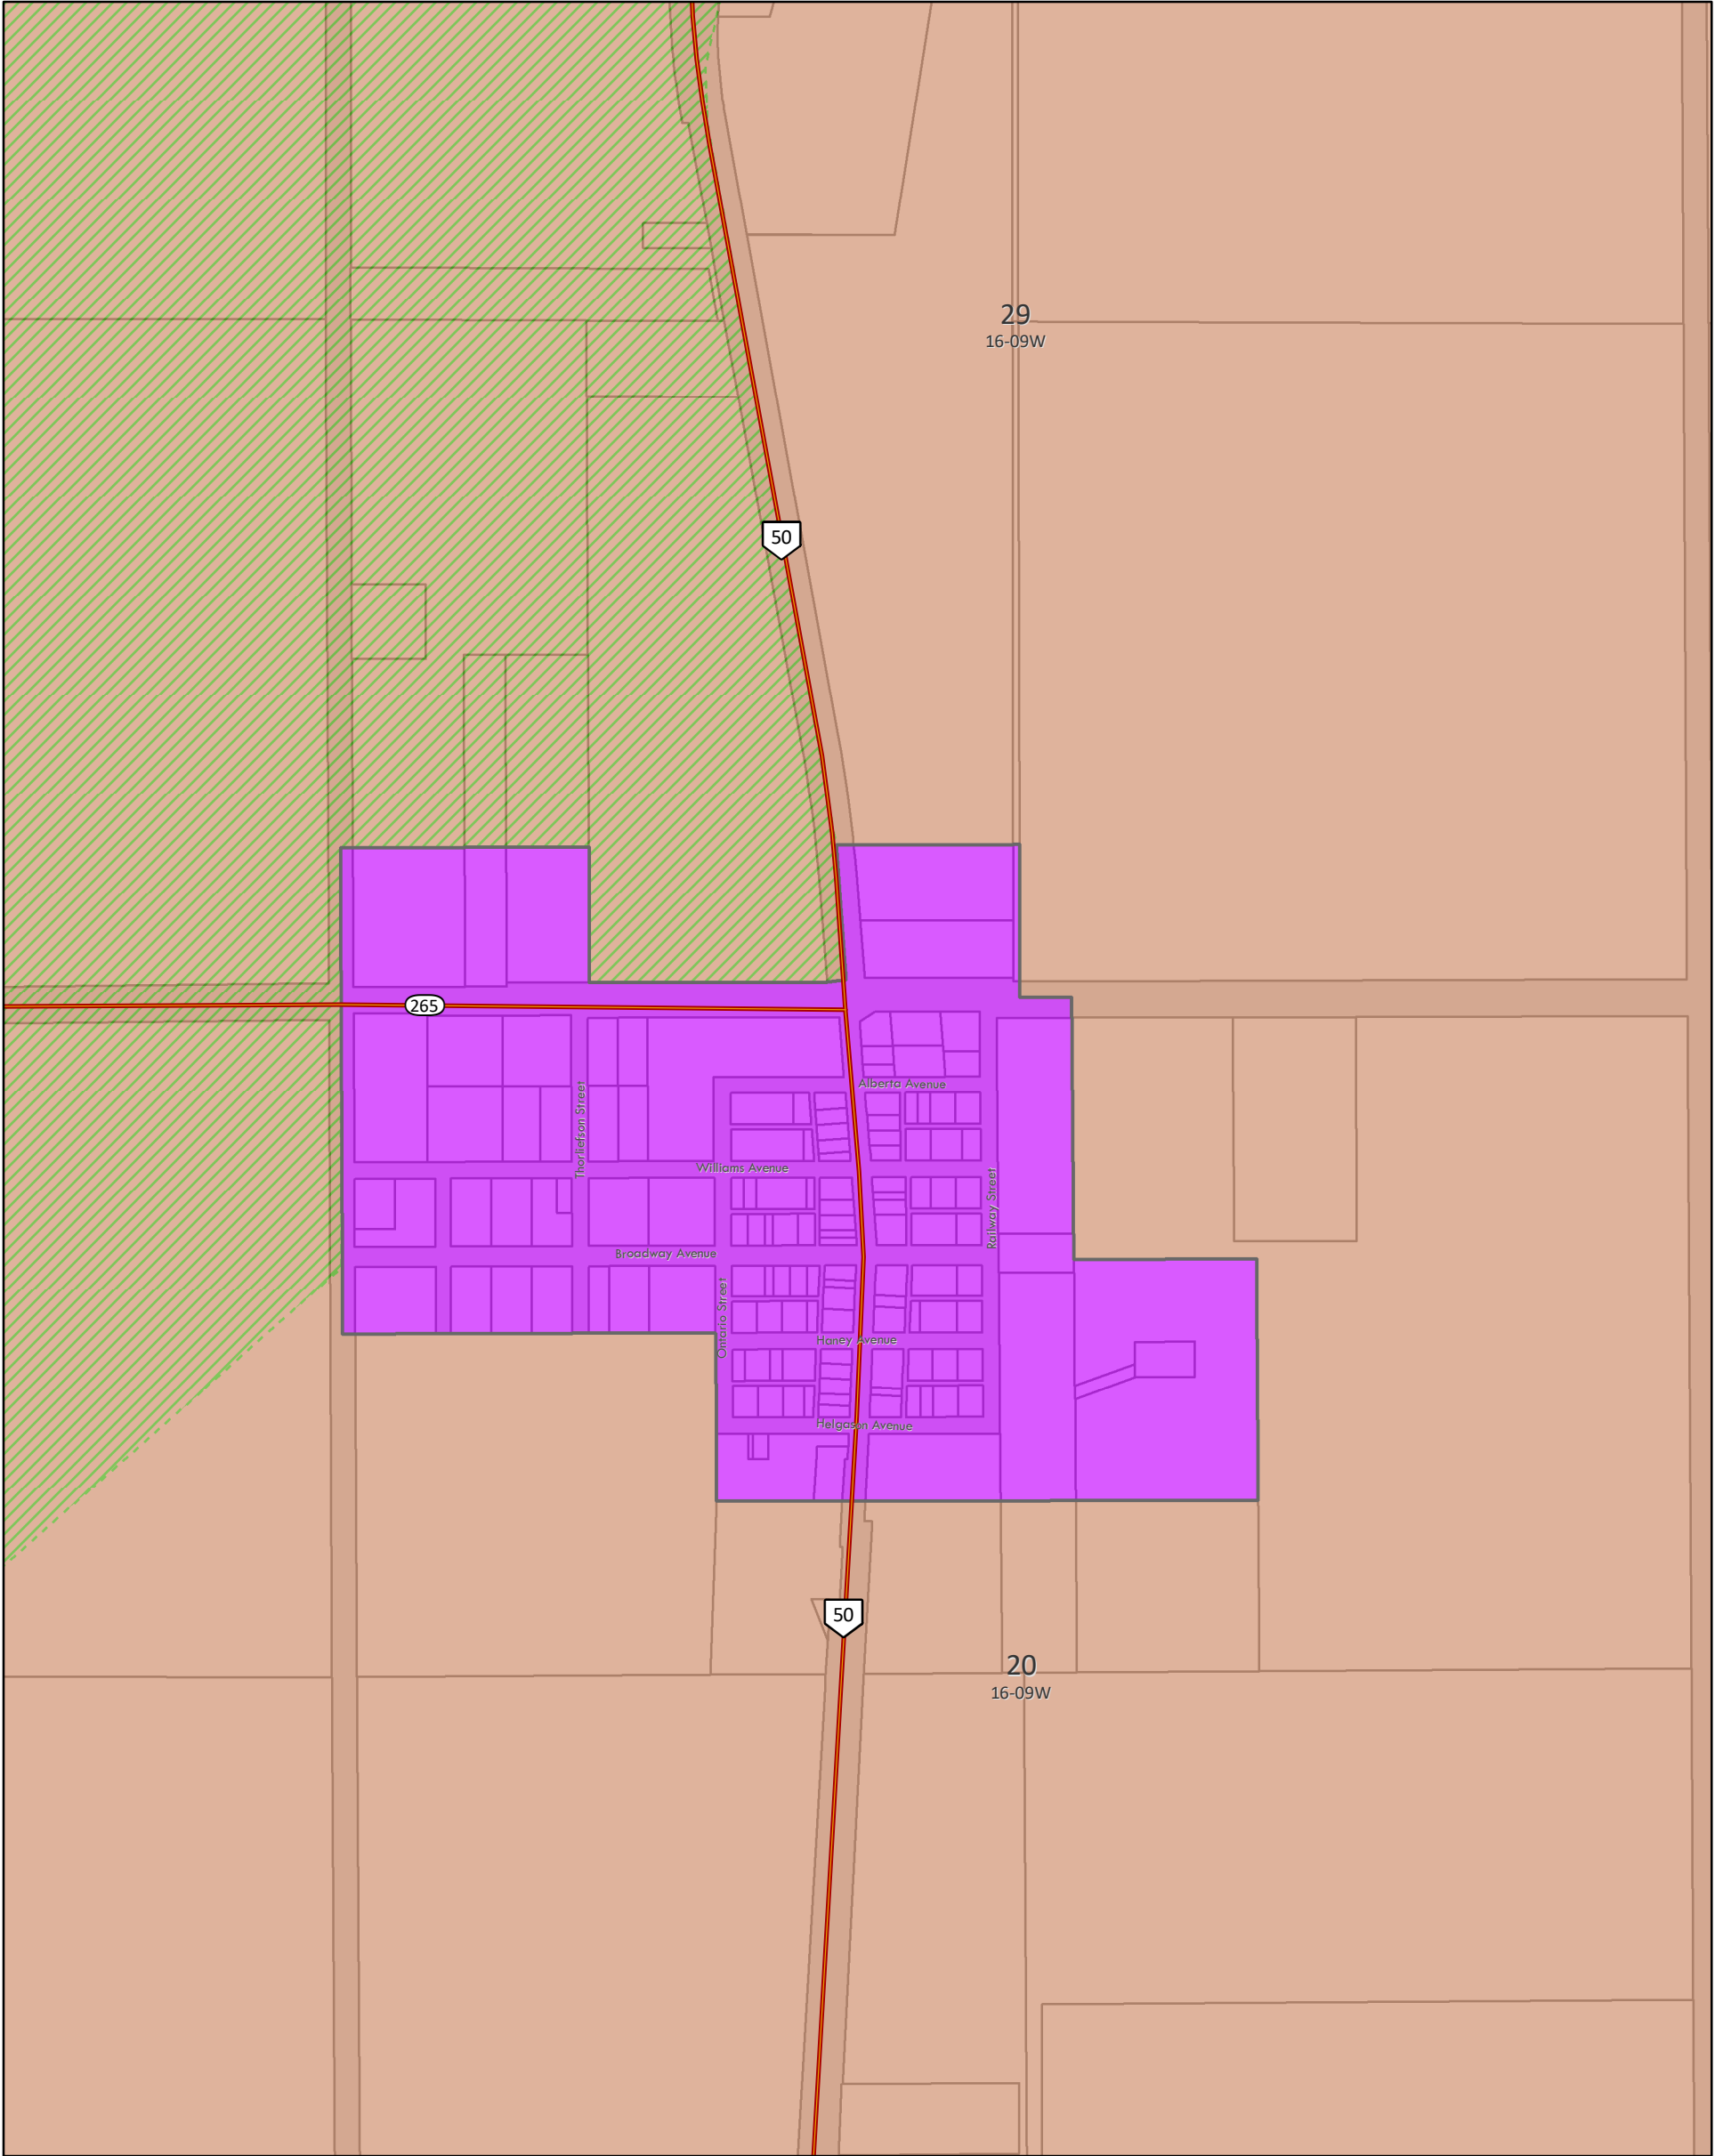 29
16-09W
50
265
Alberta Avenue
Thorliefson Street
Williams Avenue
Railway Street
Broadway Avenue
Ontario Street
Haney Avenue
Helgason Avenue
50
20
16-09W